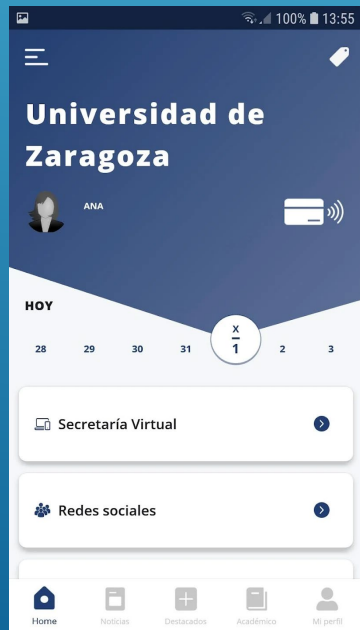 100% 13:55
Universidad de
Zaragoza
ANA
HOY
X
28 29 30 31 1 2 3
Secretaría Virtual
Redes sociales
Home Noticias Destacados Académico Mi perfil